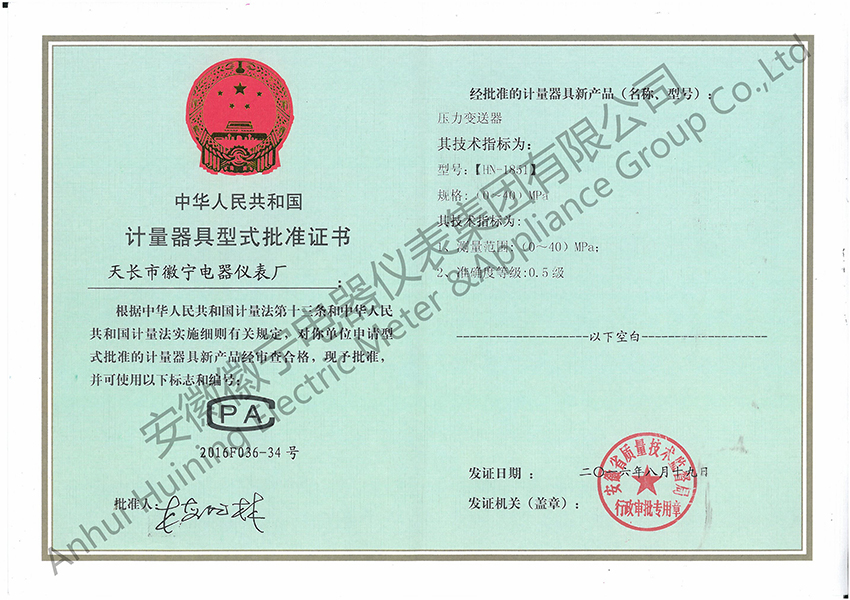 中华人民共和国
计量器具型式批准证书
天长市徽宁电器仪表厂：
根据中华人民共和国计量法第十三条和中华人民
共和国计量法实施细则有关规定，对你单位申请型
式批准的计量器具新产品经审查合格，现予批准，
并可使用以下标志和编号：
CPA
2016F036-34 号
批准人
经批准的计量器具新产品（名称、型号）：
压力变送器
其技术指标为：
型号：【HN-1851】
规格：（0～40）MPa
其技术指标为：
1、测量范围：（0～40）MPa；
2、准确度等级：0.5 级
以下空白
发证日期： 二〇一六年八月十九日
发证机关（盖章）：
安徽省质量技术监督局
行政审批专用章
安徽徽宁电器仪表集团有限公司
Anhui Huining Electric Meter &Appliance Group Co.,Ltd